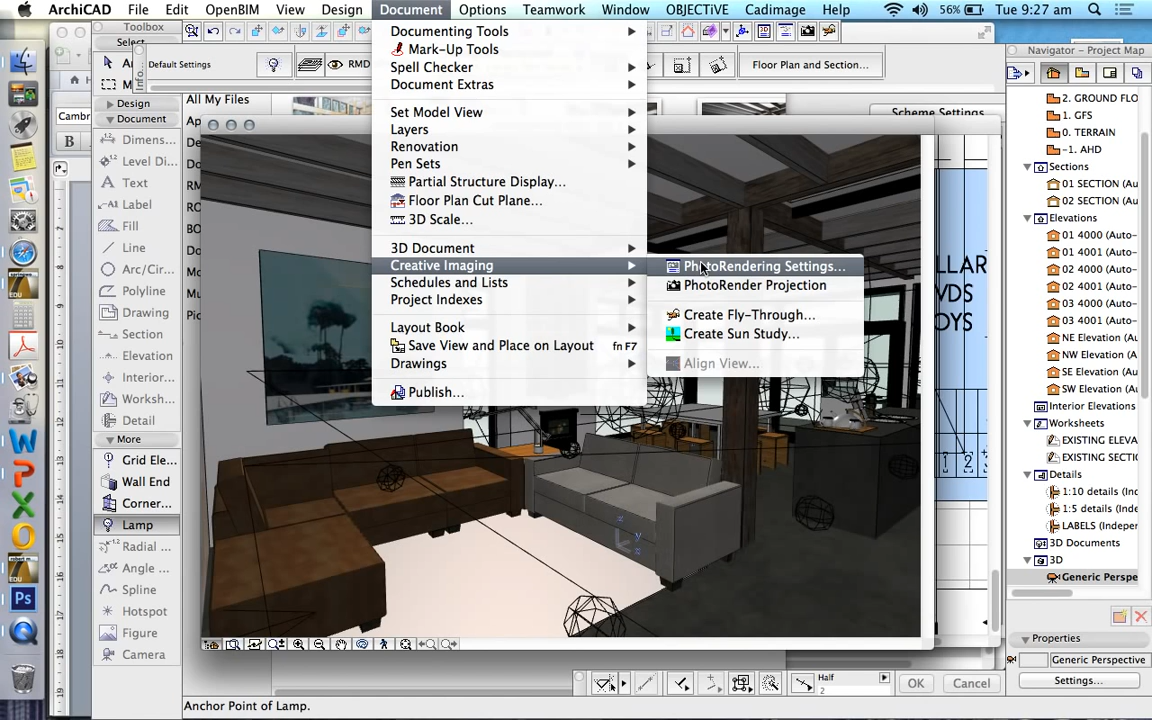 ArchiCAD File Edit OpenBIM View Design Document Options Teamwork Window OBJECTiVE Cadimage Help 56% Tue 9:27 am
Toolbox
Select
Design
Document
Dimens...
Level Di...
Text
Label
Fill
Line
Arc/Cir...
Polyline
Drawing
Section
Elevation
Interior...
Worksh...
Detail
More
Grid Ele...
Wall End
Corner...
Lamp
Radial ...
Angle ...
Spline
Hotspot
Figure
Camera
Cambr
B
EDU
EDU
Ps
Default Settings
RMD
Floor Plan and Section...
All My Files
Scheme Settings
Documenting Tools
Mark-Up Tools
Spell Checker
Document Extras
Set Model View
Layers
Renovation
Pen Sets
Partial Structure Display...
Floor Plan Cut Plane...
3D Scale...
3D Document
Creative Imaging
Schedules and Lists
Project Indexes
Layout Book
Save View and Place on Layout fn F7
Drawings
Publish...
PhotoRendering Settings...
PhotoRender Projection
Create Fly-Through...
Create Sun Study...
Align View...
Navigator - Project Map
2. GROUND FLO
1. GFS
0. TERRAIN
-1. AHD
Sections
01 SECTION (Au
02 SECTION (Au
Elevations
01 4000 (Auto-
01 4001 (Auto-
02 4000 (Auto-
02 4001 (Auto-
03 4000 (Auto-
03 4001 (Auto-
NE Elevation (Au
NW Elevation (Au
SE Elevation (Au
SW Elevation (Au
Interior Elevations
Worksheets
EXISTING ELEVA
EXISTING SECTIC
Details
1:10 details (Inc
1:5 details (Inde
LABELS (Indeper
3D Documents
3D
Generic Perspe
Properties
Generic Perspective
Settings...
Half
2
OK
Cancel
Anchor Point of Lamp.